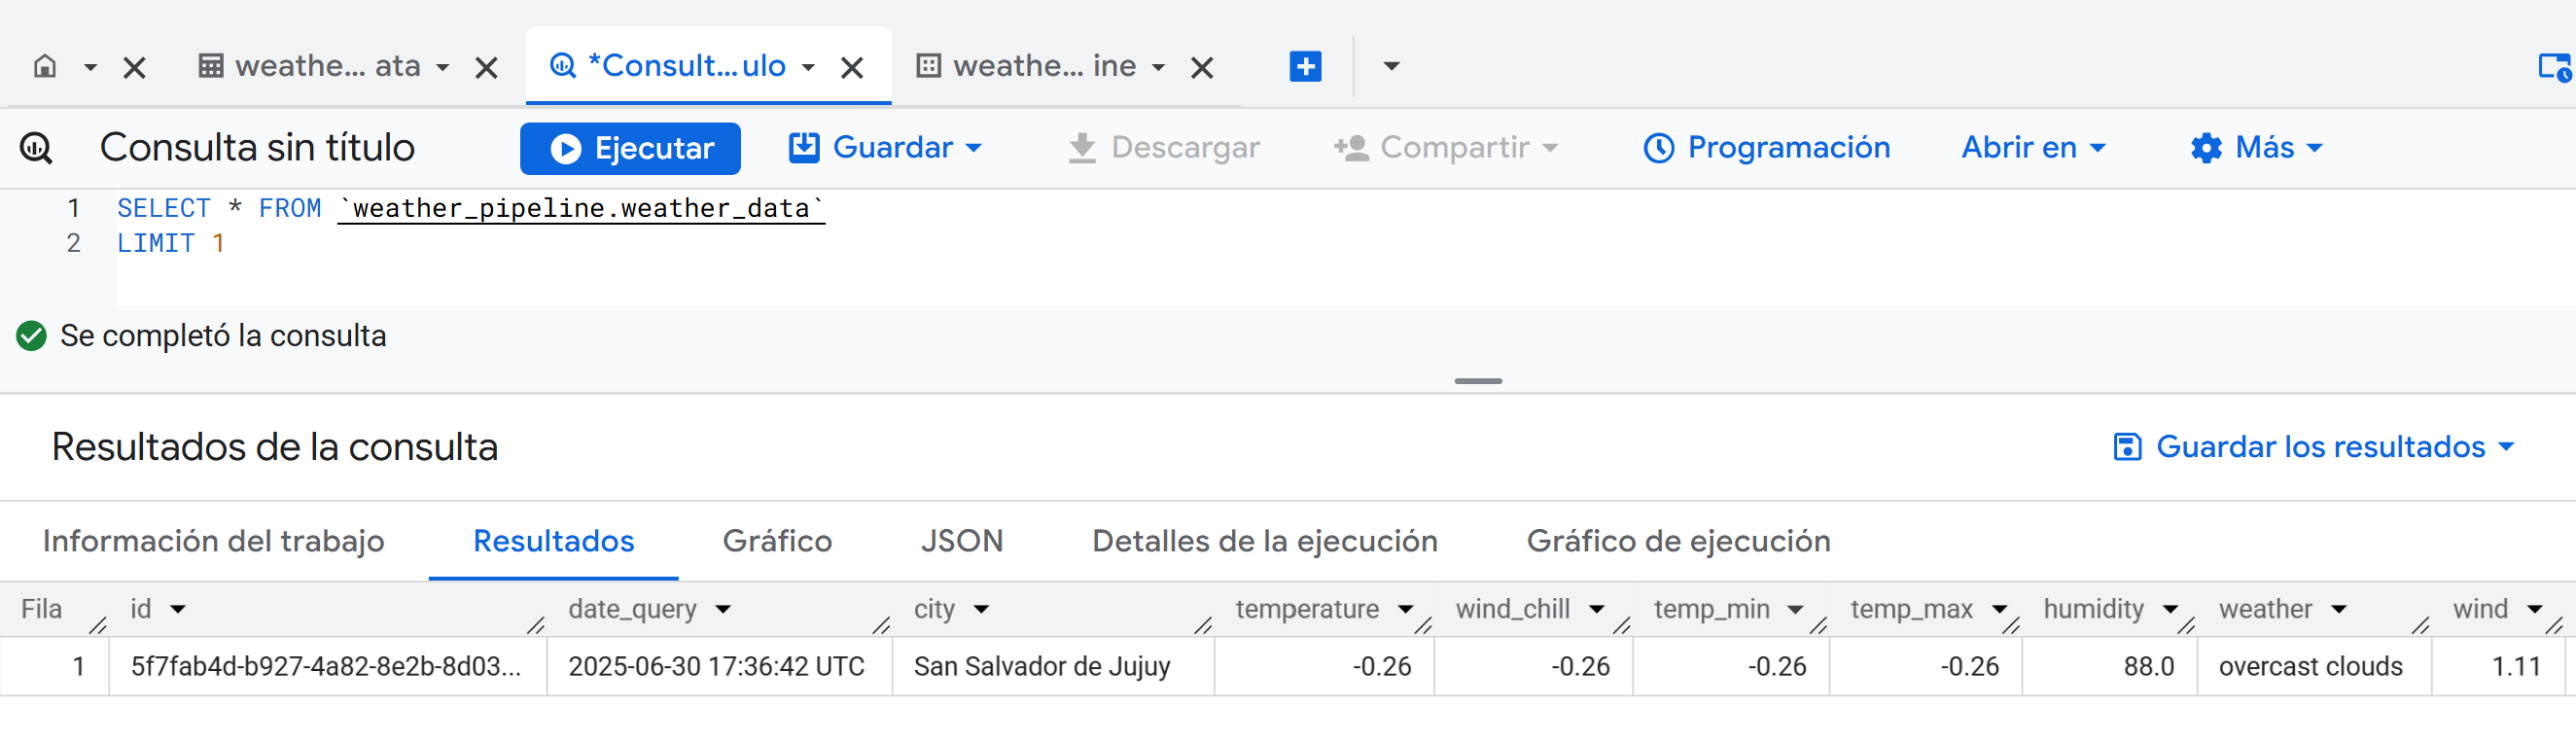 weathe... ata
*Consult...ulo
weathe... ine
Consulta sin título
Ejecutar
Guardar
Descargar
Compartir
Programación
Abrir en
Más
1 SELECT * FROM `weather_pipeline.weather_data`
2 LIMIT 1
Se completó la consulta
Resultados de la consulta
Guardar los resultados
Información del trabajo
Resultados
Gráfico
JSON
Detalles de la ejecución
Gráfico de ejecución
Fila id date_query city temperature wind_chill temp_min temp_max humidity weather wind
1 5f7fab4d-b927-4a82-8e2b-8d03... 2025-06-30 17:36:42 UTC San Salvador de Jujuy -0.26 -0.26 -0.26 -0.26 88.0 overcast clouds 1.11